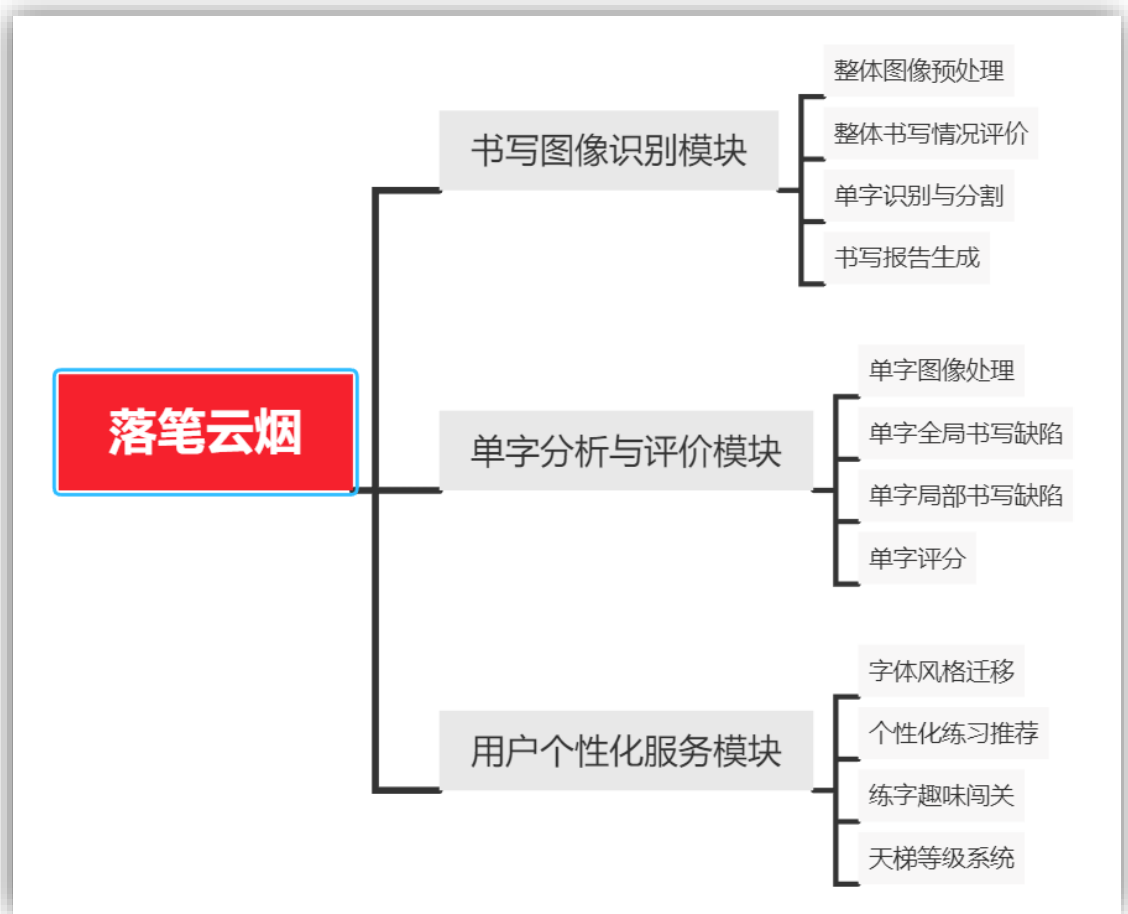 落笔云烟
书写图像识别模块
整体图像预处理
整体书写情况评价
单字识别与分割
书写报告生成
单字分析与评价模块
单字图像处理
单字全局书写缺陷
单字局部书写缺陷
单字评分
用户个性化服务模块
字体风格迁移
个性化练习推荐
练字趣味闯关
天梯等级系统